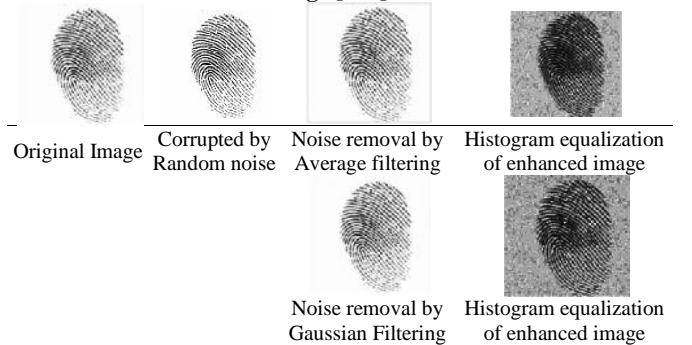 Original Image
Corrupted by
Random noise
Noise removal by
Average filtering
Histogram equalization
of enhanced image
Noise removal by
Gaussian Filtering
Histogram equalization
of enhanced image